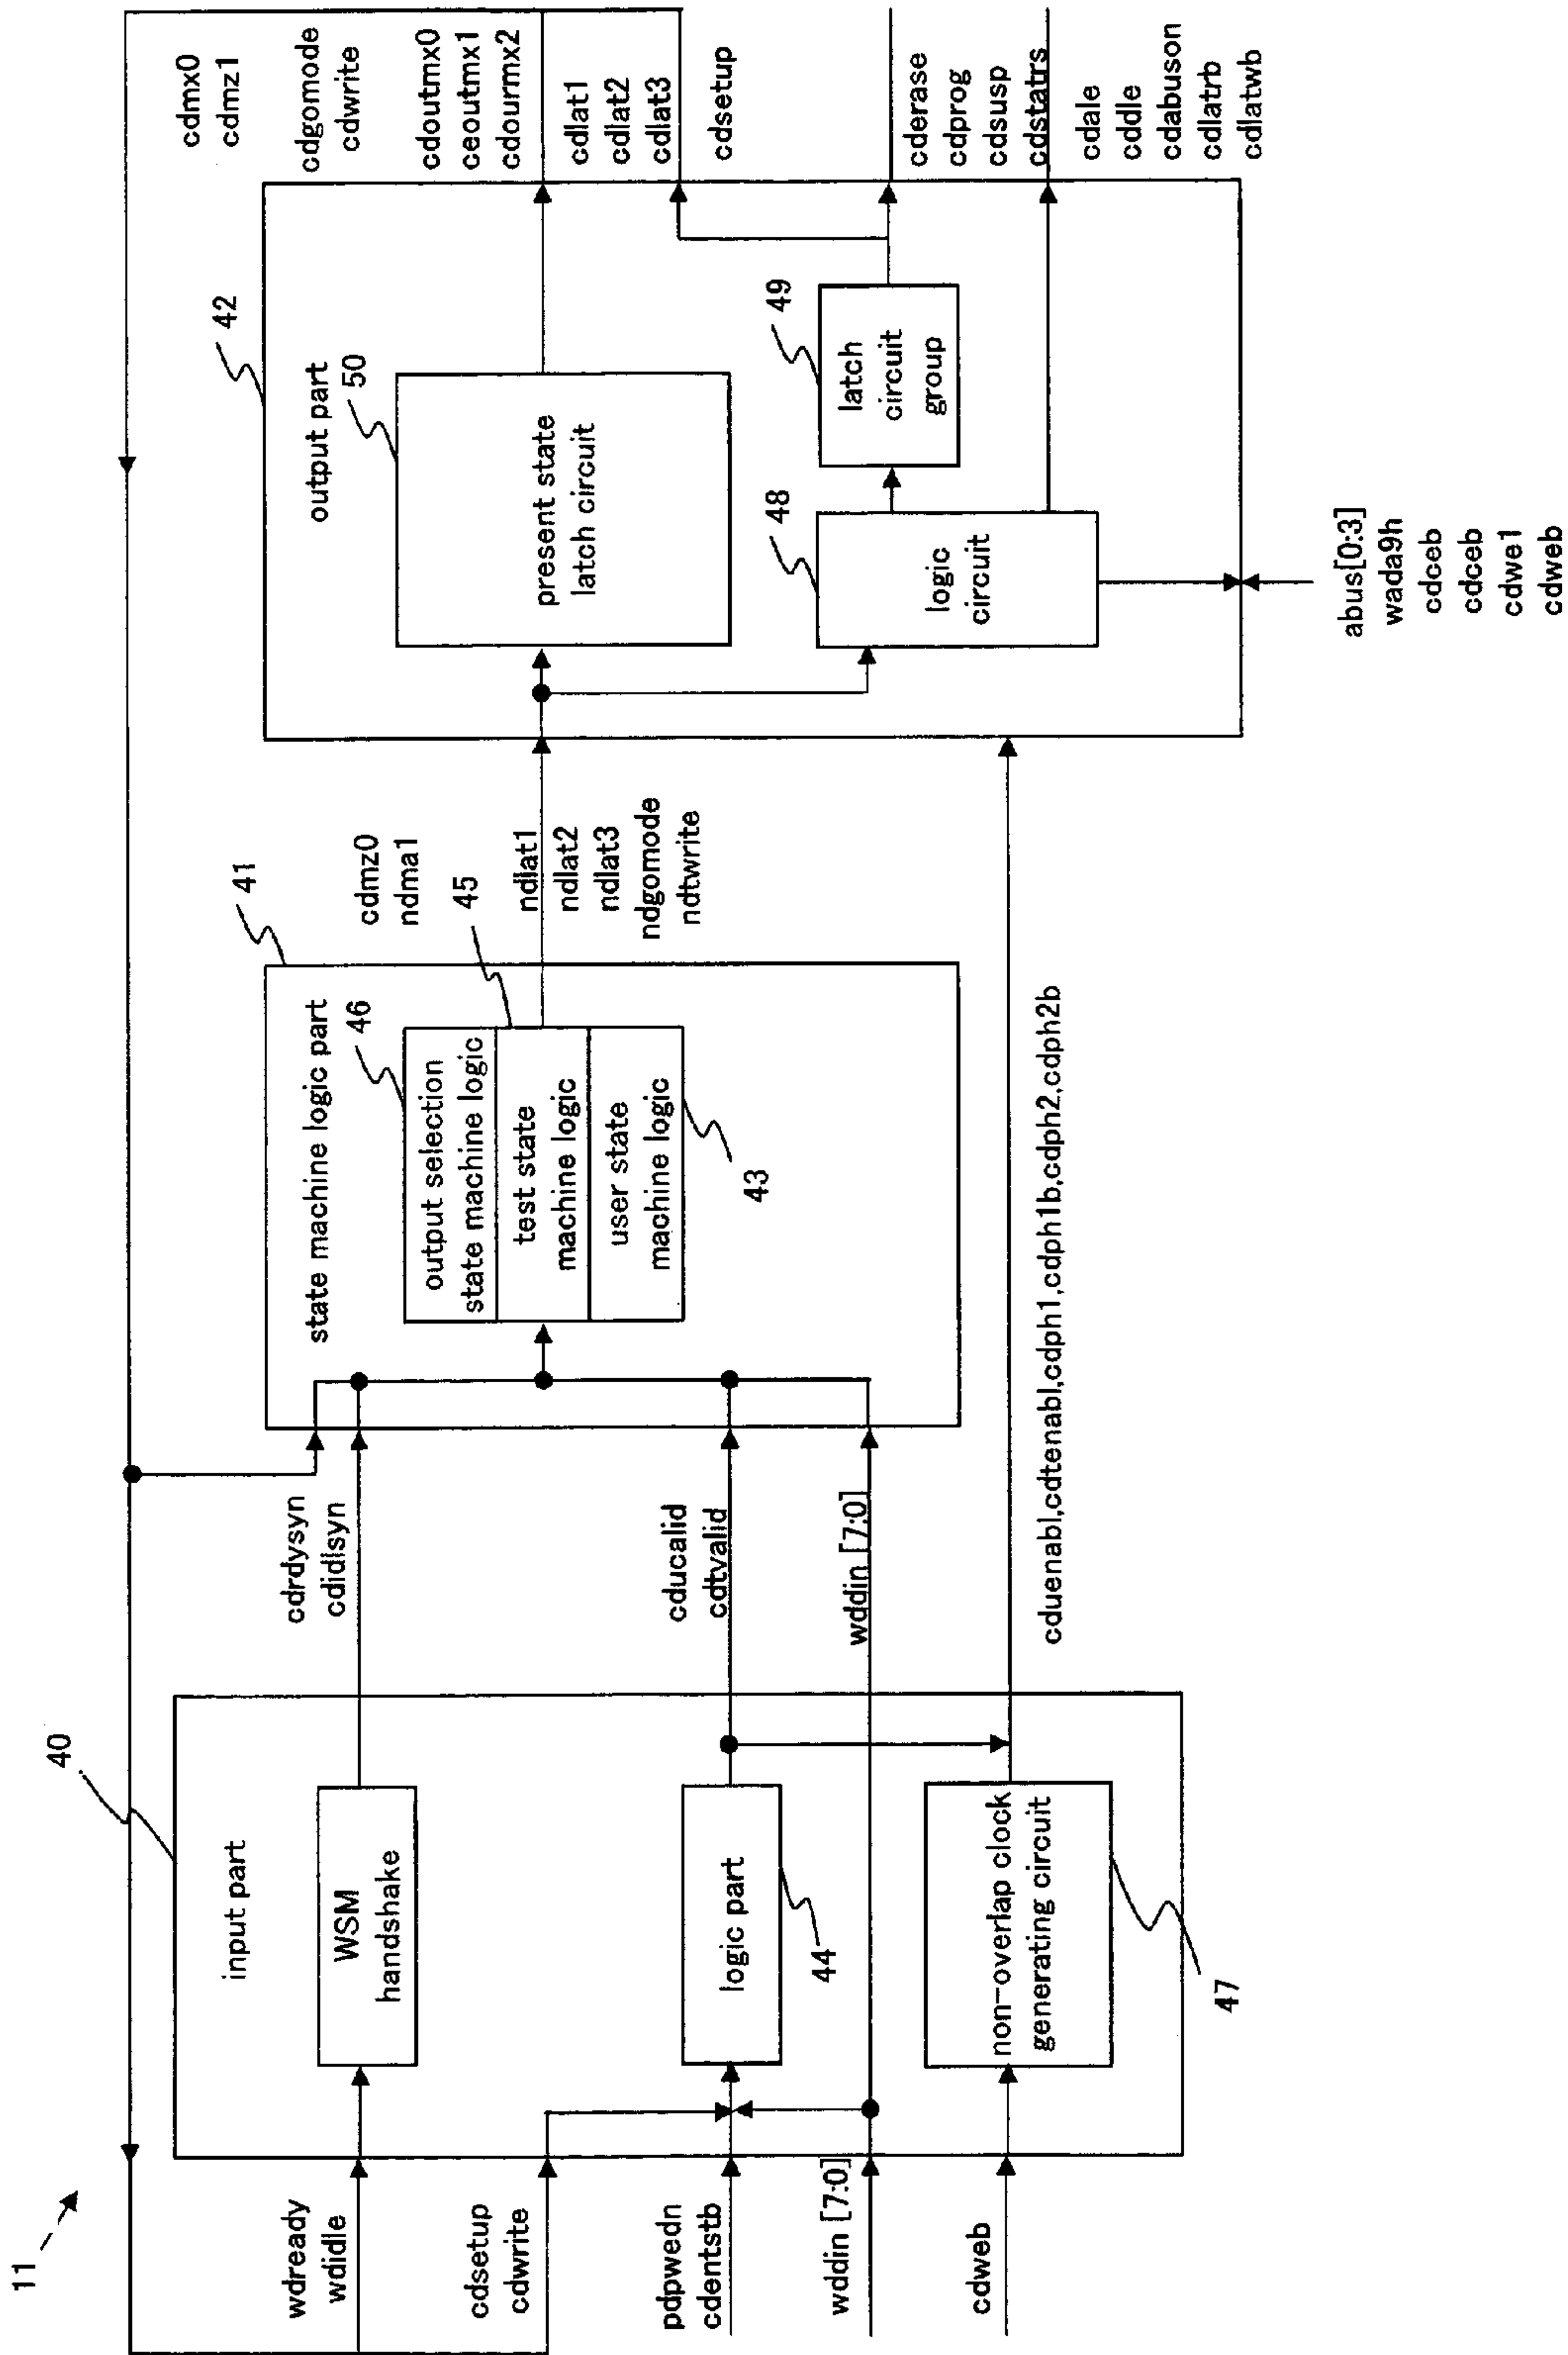 11
40
input part
WSM
handshake
logic part
44
non-overlap clock
generating circuit
47
wdready
wdidle
cdsetup
cdwrite
pdpwedn
cdentstb
wddin [7:0]
cdweb
cdrdysyn
cdidlsyn
cducalid
cdtvalid
wddin [7:0]
cduenabl,cdtenabl,cdph1,cdph1b,cdph2,cdph2b
41
state machine logic part
46
output selection
state machine logic
45
test state
machine logic
user state
machine logic
43
cdmz0
ndma1
ndlat1
ndlat2
ndlat3
ndgomode
ndtwrite
42
output part
50
present state
latch circuit
49
latch
circuit
group
48
logic
circuit
abus[0:3]
wada9h
cdceb
cdceb
cdwe1
cdweb
cdmx0
cdmz1
cdgomode
cdwrite
cdoutmx0
ceoutmx1
cdourmx2
cdlat1
cdlat2
cdlat3
cdsetup
cderase
cdprog
cdsusp
cdstatrs
cdale
cddle
cdabuson
cdlatrb
cdlatwb